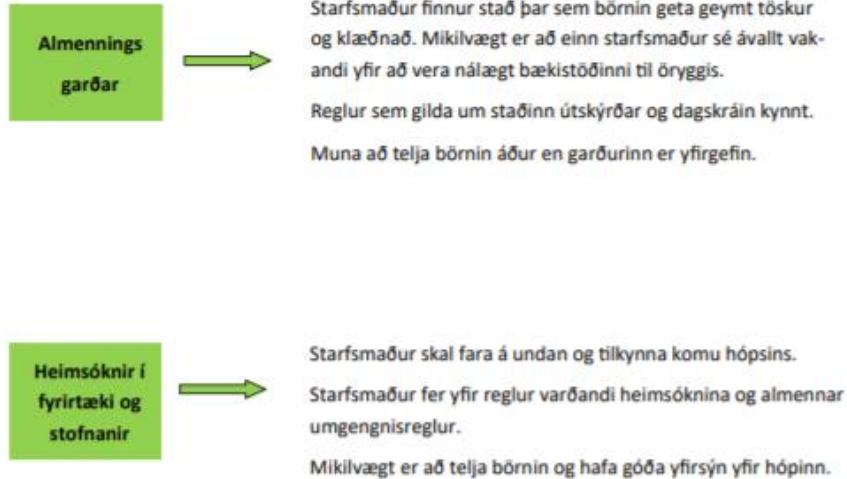 Almennings
garðar
Starfsmaður finnur stað þar sem börnin geta geymt töskur
og klæðnað. Mikilvægt er að einn starfsmaður sé ávallt vak-
andi yfir að vera nálægt bækistöðinni til öryggis.
Reglur sem gilda um staðinn útskýrðar og dagskráin kynnt.
Muna að telja börnin áður en garðurinn er yfirgefin.
Heimsóknir í
fyrirtæki og
stofnanir
Starfsmaður skal fara á undan og tilkynna komu hópsins.
Starfsmaður fer yfir reglur varðandi heimsóknina og almennar
umgengnisreglur.
Mikilvægt er að telja börnin og hafa góða yfirsýn yfir hópinn.